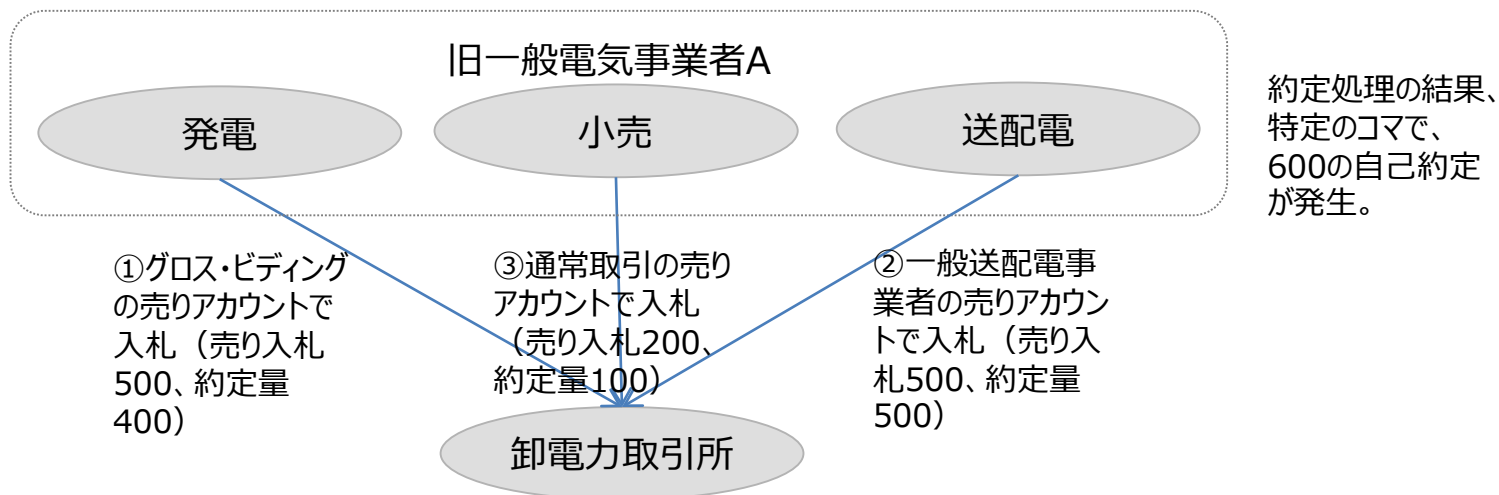 旧一般電気事業者A
発電
小売
送配電
約定処理の結果、
特定のコマで、
600の自己約定
が発生。
①グロス・ビディング
の売りアカウントで
入札（売り入札
500、約定量
400）
③通常取引の売り
アカウントで入札
（売り入札200、
約定量100）
②一般送配電事
業者の売りアカウン
トで入札（売り入
札500、約定量
500）
卸電力取引所